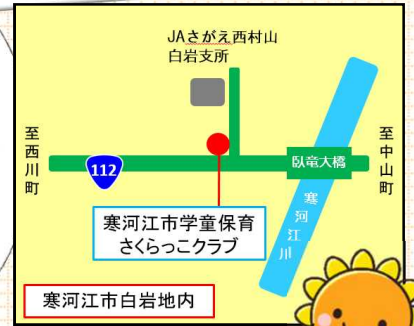 JAさがえ西村山
白岩支所
至西川町
112
臥竜大橋
至中山町
寒河江川
寒河江市学童保育
さくらっこクラブ
寒河江市白岩地内